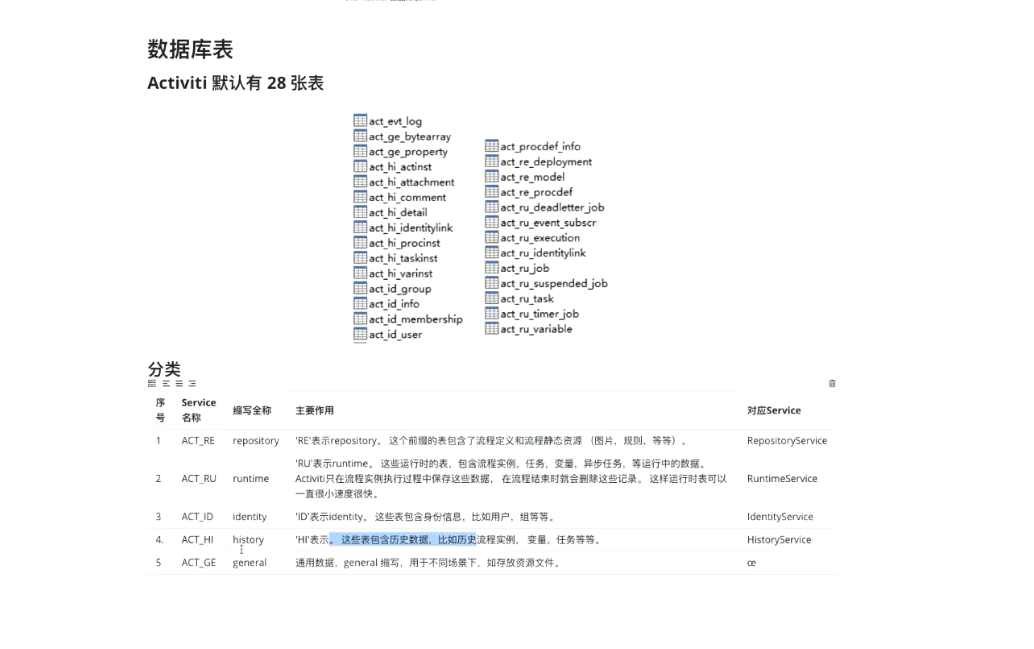 数据库表
Activiti 默认有 28 张表
act_evt_log
act_ge_bytearray
act_ge_property
act_hi_actinst
act_hi_attachment
act_hi_comment
act_hi_detail
act_hi_identitylink
act_hi_procinst
act_hi_taskinst
act_hi_varinst
act_id_group
act_id_info
act_id_membership
act_id_user
act_procdef_info
act_re_deployment
act_re_model
act_re_procdef
act_ru_deadletter_job
act_ru_event_subscr
act_ru_execution
act_ru_identitylink
act_ru_job
act_ru_suspended_job
act_ru_task
act_ru_timer_job
act_ru_variable
分类
序号 Service名称 缩写全称 主要作用 对应Service
1 ACT_RE repository 'RE'表示repository。 这个前缀的表包含了流程定义和流程静态资源 （图片，规则，等等）。 RepositoryService
2 ACT_RU runtime 'RU'表示runtime。 这些运行时的表，包含流程实例，任务，变量，异步任务，等运行中的数据。
Activiti只在流程实例执行过程中保存这些数据， 在流程结束时就会删除这些记录。 这样运行时表可以
一直很小速度很快。 RuntimeService
3 ACT_ID identity 'ID'表示identity。 这些表包含身份信息，比如用户，组等等。 IdentityService
4. ACT_HI history 'HI'表示。 这些表包含历史数据，比如历史流程实例， 变量，任务等等。 HistoryService
5 ACT_GE general 通用数据，general 缩写，用于不同场景下，如存放资源文件。 œ